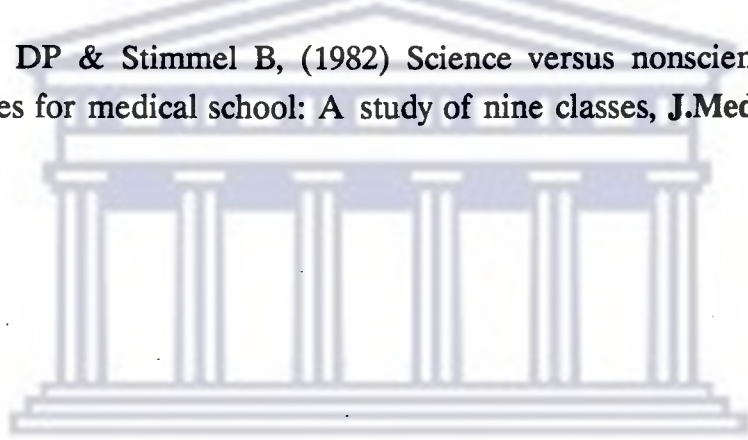 DP & Stimmel B, (1982) Science versus nonscien
es for medical school: A study of nine classes, J.Med